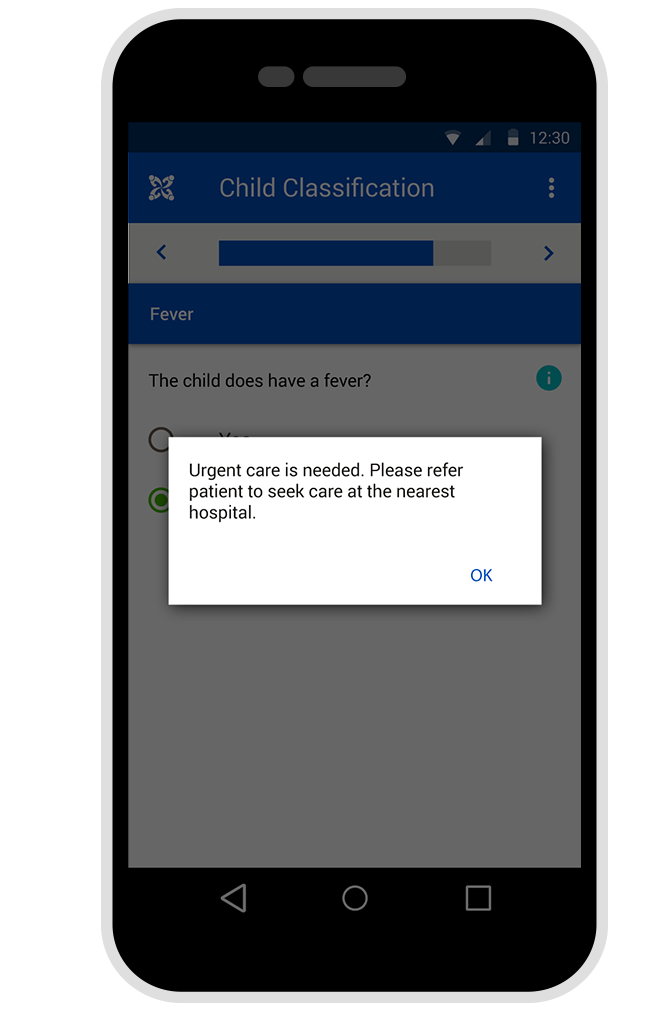 12:30
Child Classification
Fever
The child does have a fever?
Urgent care is needed. Please refer
patient to seek care at the nearest
hospital.
OK